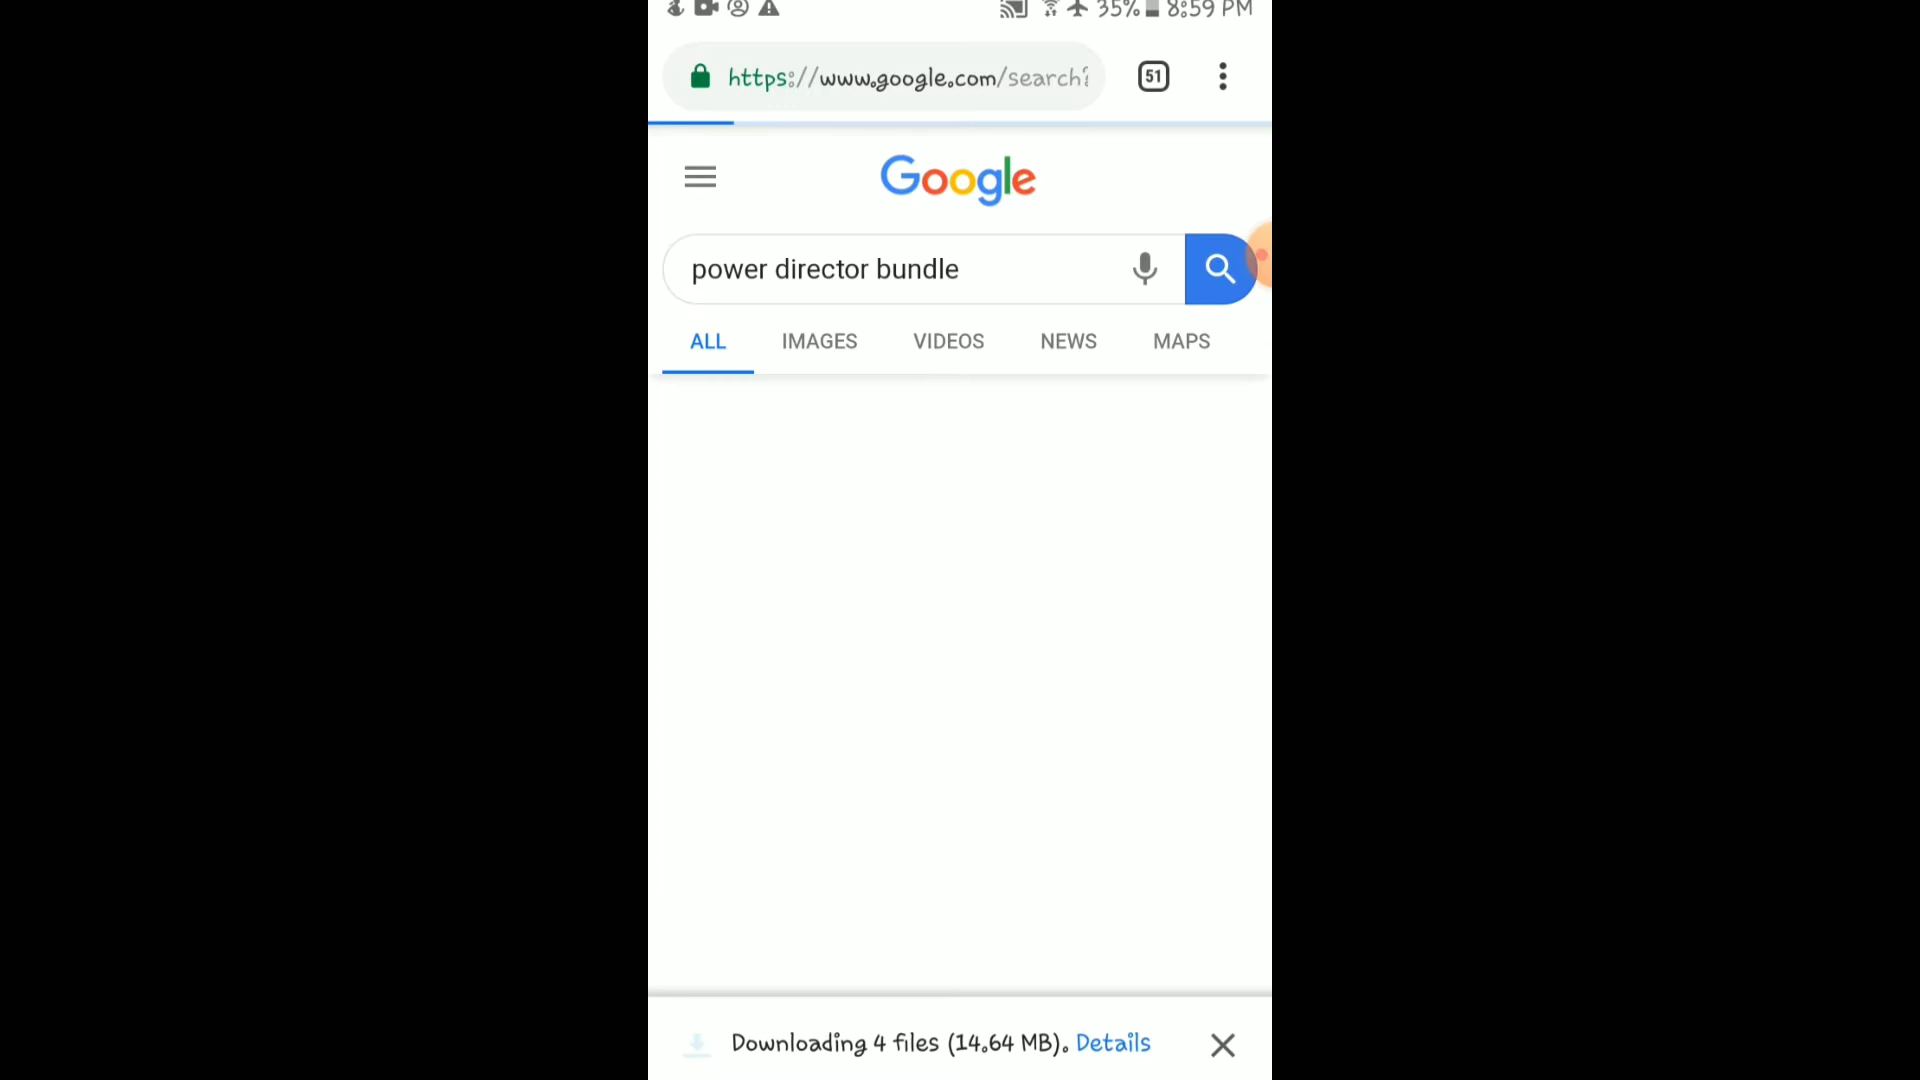 35% 8:59 PM
https://www.google.com/search?
51
Google
power director bundle
ALL IMAGES VIDEOS NEWS MAPS
Downloading 4 files (14.64 MB). Details